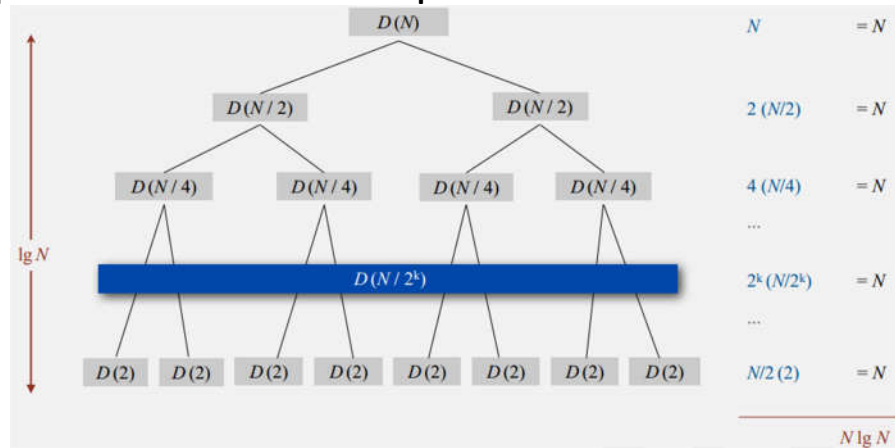 D(N) N = N
D(N / 2) D(N / 2) 2 (N/2) = N
D(N / 4) D(N / 4) D(N / 4) D(N / 4) 4 (N/4) = N
...
lg N
D(N / 2ᵏ) 2ᵏ (N/2ᵏ) = N
...
D(2) D(2) D(2) D(2) D(2) D(2) D(2) D(2) N/2 (2) = N
N lg N